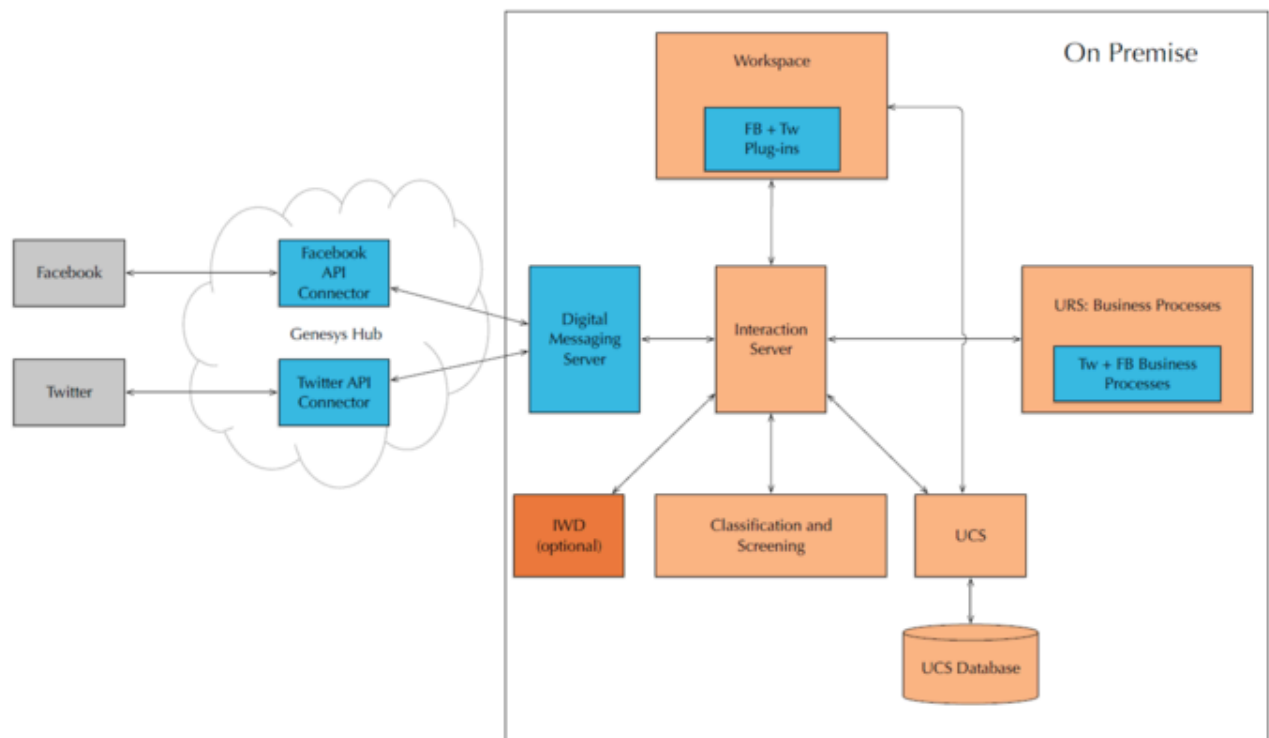 On Premise
Workspace
FB + Tw
Plug-ins
Facebook
Facebook
API
Connector
Genesys Hub
Twitter
Twitter API
Connector
Digital
Messaging
Server
Interaction
Server
URS: Business Processes
Tw + FB Business
Processes
IWD
(optional)
Classification and
Screening
UCS
UCS Database